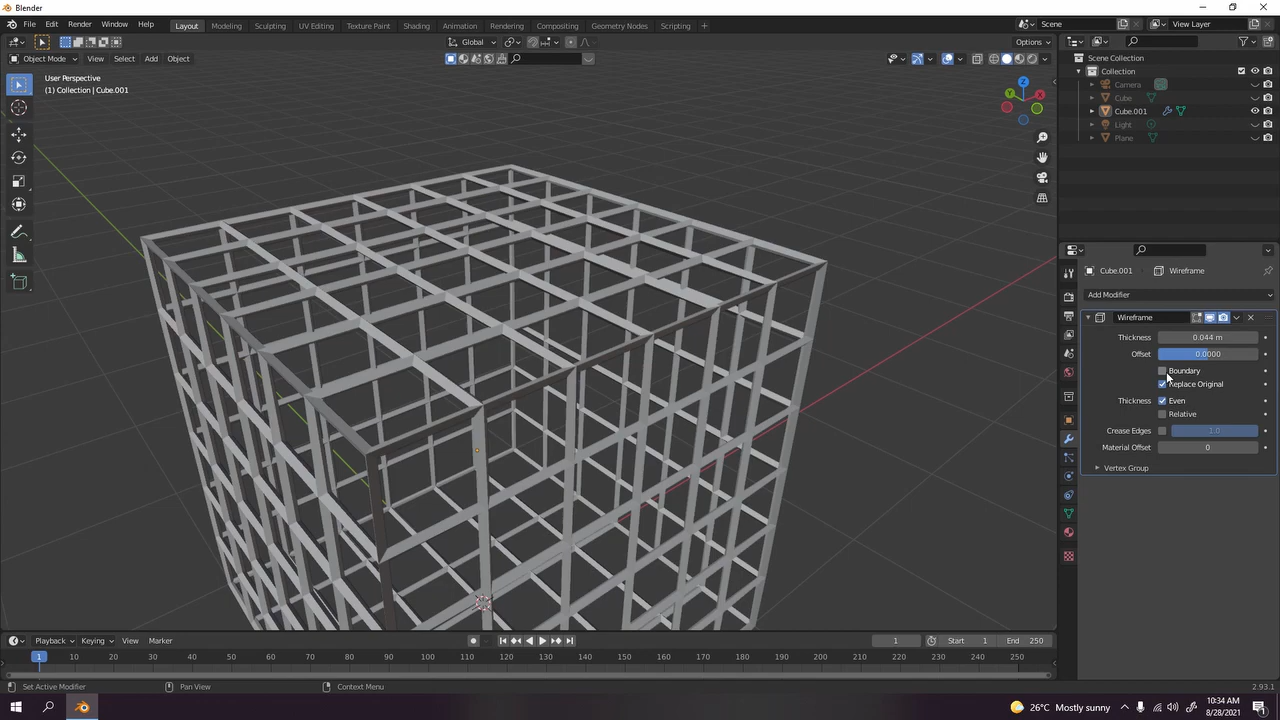 Blender
File Edit Render Window Help Layout Modeling Sculpting UV Editing Texture Paint Shading Animation Rendering Compositing Geometry Nodes Scripting + Scene View Layer
Global Options
Object Mode View Select Add Object
User Perspective
(1) Collection | Cube.001
X
Y
Z
Scene Collection
Collection
Camera
Cube
Cube.001
Light
Plane
Cube.001 Wireframe
Add Modifier
Wireframe
Thickness 0.044 m
Offset 0.0000
Boundary
Replace Original
Thickness Even
Relative
Crease Edges 1.0
Material Offset 0
Vertex Group
Playback Keying View Marker 1 Start 1 End 250
1 10 20 30 40 50 60 70 80 90 100 110 120 130 140 150 160 170 180 190 200 210 220 230 240 250
Set Active Modifier Pan View Context Menu 2.93.1
26°C Mostly sunny
10:34 AM
8/28/2021